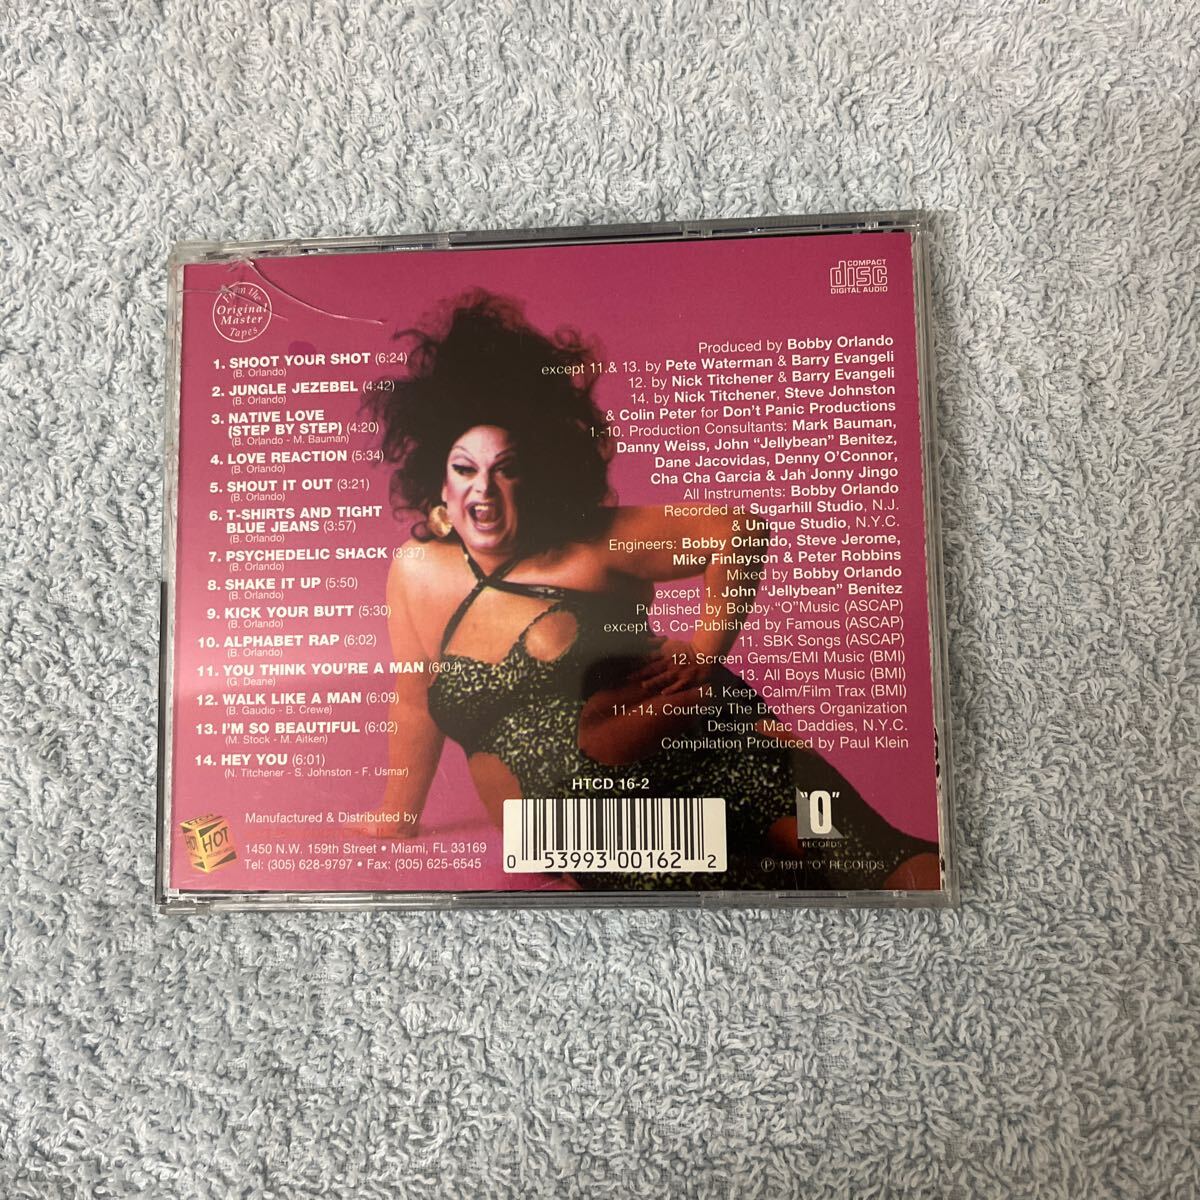 From the
Original
Master
Tapes
COMPACT
disc
DIGITAL AUDIO
1. SHOOT YOUR SHOT (6:24)
(B. Orlando)
2. JUNGLE JEZEBEL (4:42)
(B. Orlando)
3. NATIVE LOVE
(STEP BY STEP) (4:20)
(B. Orlando - M. Bauman)
4. LOVE REACTION (5:34)
(B. Orlando)
5. SHOUT IT OUT (3:21)
(B. Orlando)
6. T-SHIRTS AND TIGHT
BLUE JEANS (3:57)
(B. Orlando)
7. PSYCHEDELIC SHACK (3:37)
(B. Orlando)
8. SHAKE IT UP (5:50)
(B. Orlando)
9. KICK YOUR BUTT (5:30)
(B. Orlando)
10. ALPHABET RAP (6:02)
(B. Orlando)
11. YOU THINK YOU'RE A MAN (6:04)
(G. Deane)
12. WALK LIKE A MAN (6:09)
(B. Gaudio - B. Crewe)
13. I'M SO BEAUTIFUL (6:02)
(M. Stock - M. Aitken)
14. HEY YOU (6:01)
(N. Titchener - S. Johnston - F. Usmar)
Produced by Bobby Orlando
except 11.& 13. by Pete Waterman & Barry Evangeli
12. by Nick Titchener & Barry Evangeli
14. by Nick Titchener, Steve Johnston
& Colin Peter for Don't Panic Productions
1.-10. Production Consultants: Mark Bauman,
Danny Weiss, John "Jellybean" Benitez,
Dane Jacovidas, Denny O'Connor,
Cha Cha Garcia & Jah Jonny Jingo
All Instruments: Bobby Orlando
Recorded at Sugarhill Studio, N.J.
& Unique Studio, N.Y.C.
Engineers: Bobby Orlando, Steve Jerome,
Mike Finlayson & Peter Robbins
Mixed by Bobby Orlando
except 1. John "Jellybean" Benitez
Published by Bobby "O" Music (ASCAP)
except 3. Co-Published by Famous (ASCAP)
11. SBK Songs (ASCAP)
12. Screen Gems/EMI Music (BMI)
13. All Boys Music (BMI)
14. Keep Calm/Film Trax (BMI)
11.-14. Courtesy The Brothers Organization
Design: Mac Daddies, N.Y.C.
Compilation Produced by Paul Klein
HTCD 16-2
HOT
HOT
Manufactured & Distributed by
1450 N.W. 159th Street • Miami, FL 33169
Tel: (305) 628-9797 • Fax: (305) 625-6545
0 53993 00162 2
"O"
RECORDS
℗ 1991 "O" RECORDS